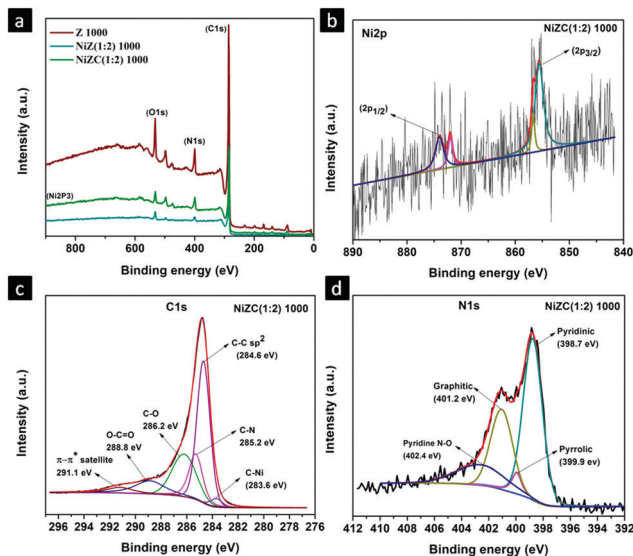 a
Z 1000
NiZ(1:2) 1000
NiZC(1:2) 1000
(C1s)
(O1s)
(N1s)
(Ni2P3)
Intensity (a.u.)
800 600 400 200 0
Binding energy (eV)
b
Ni2p
NiZC(1:2) 1000
(2p3/2)
(2p1/2)
Intensity (a.u.)
890 880 870 860 850 840
Binding energy (eV)
c
C1s
NiZC(1:2) 1000
C-C sp2
(284.6 eV)
C-O
286.2 eV
O-C=O
288.8 eV
π-π* satellite
291.1 eV
C-N
285.2 eV
C-Ni
(283.6 eV)
Intensity (a.u.)
296 294 292 290 288 286 284 282 280 278 276
Binding energy (eV)
d
N1s
NiZC(1:2) 1000
Pyridinic
(398.7 eV)
Graphitic
(401.2 eV)
Pyridine N-O
(402.4 eV)
Pyrrolic
(399.9 ev)
Intensity (a.u.)
412 410 408 406 404 402 400 398 396 394 392
Binding energy (eV)